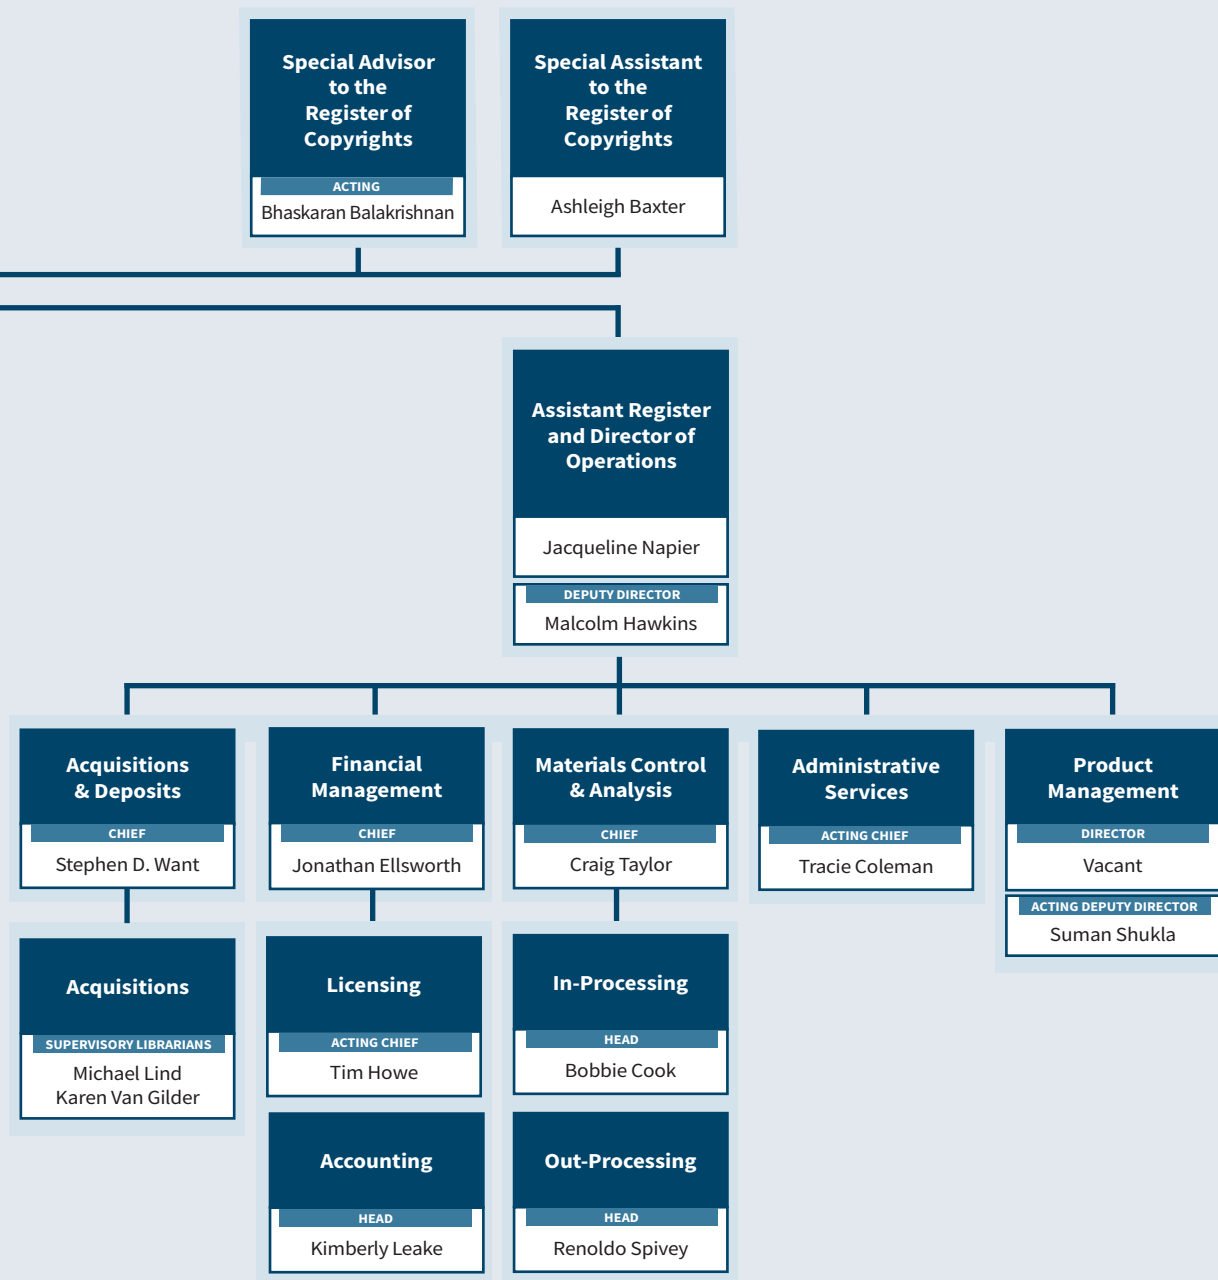 Special Advisor
to the
Register of
Copyrights
ACTING
Bhaskaran Balakrishnan
Special Assistant
to the
Register of
Copyrights
Ashleigh Baxter
Assistant Register
and Director of
Operations
Jacqueline Napier
DEPUTY DIRECTOR
Malcolm Hawkins
Acquisitions
& Deposits
CHIEF
Stephen D. Want
Financial
Management
CHIEF
Jonathan Ellsworth
Materials Control
& Analysis
CHIEF
Craig Taylor
Administrative
Services
ACTING CHIEF
Tracie Coleman
Product
Management
DIRECTOR
Vacant
ACTING DEPUTY DIRECTOR
Suman Shukla
Acquisitions
SUPERVISORY LIBRARIANS
Michael Lind
Karen Van Gilder
Licensing
ACTING CHIEF
Tim Howe
Accounting
HEAD
Kimberly Leake
In-Processing
HEAD
Bobbie Cook
Out-Processing
HEAD
Renoldo Spivey